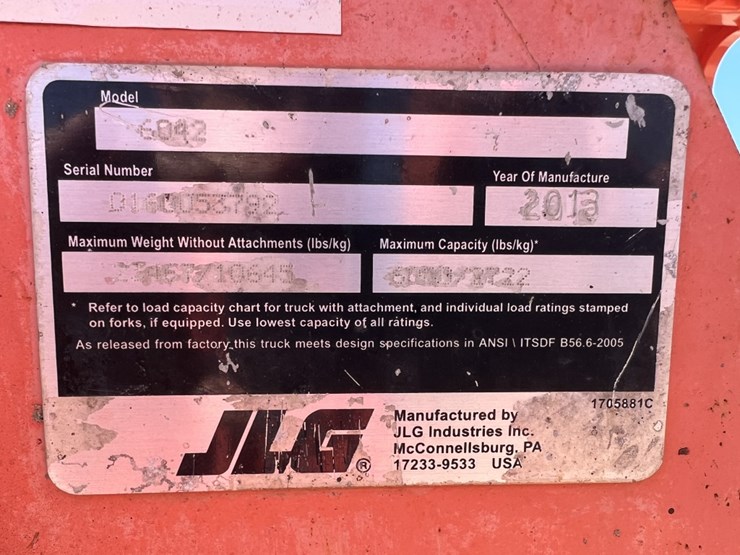 Model
6042
Serial Number
Year Of Manufacture
2013
Maximum Weight Without Attachments (lbs/kg)
Maximum Capacity (lbs/kg)*
* Refer to load capacity chart for truck with attachment, and individual load ratings stamped
on forks, if equipped. Use lowest capacity of all ratings.
As released from factory this truck meets design specifications in ANSI \ ITSDF B56.6-2005
1705881C
JLG ®
Manufactured by
JLG Industries Inc.
McConnellsburg, PA
17233-9533 USA